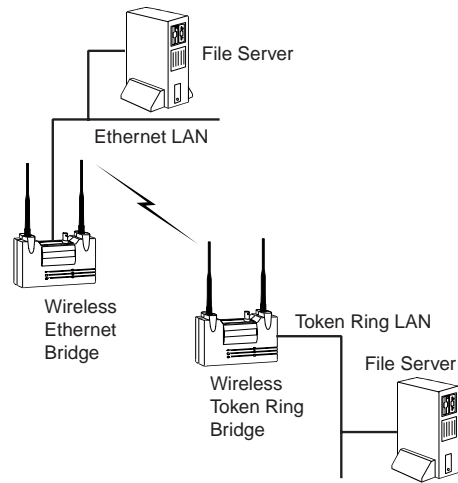 File Server
Ethernet LAN
Wireless
Ethernet
Bridge
Token Ring LAN
File Server
Wireless
Token Ring
Bridge